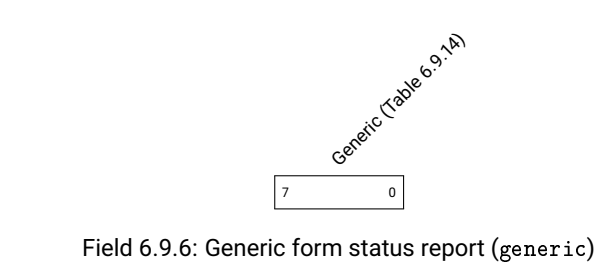 Generic (Table 6.9.14)
7 0
Field 6.9.6: Generic form status report (generic)